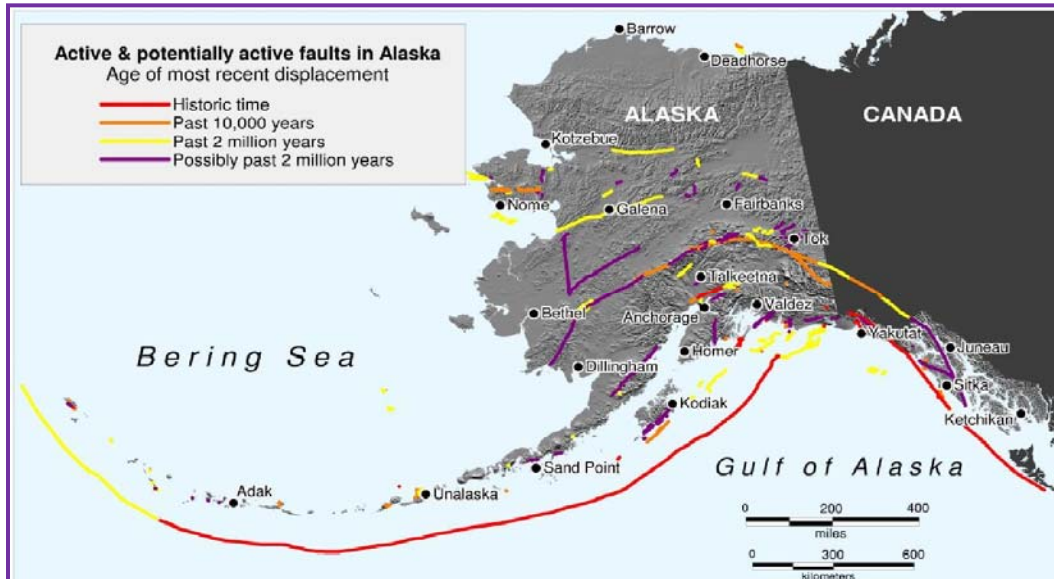 Active & potentially active faults in Alaska
Age of most recent displacement
Historic time
Past 10,000 years
Past 2 million years
Possibly past 2 million years
Barrow
Deadhorse
ALASKA
CANADA
Kotzebue
Nome
Galena
Fairbanks
Tok
Talkeetna
Bethel
Anchorage
Valdez
Yakutat
Juneau
Bering Sea
Homer
Dillingham
Sitka
Kodiak
Ketchikan
Gulf of Alaska
Sand Point
Unalaska
Adak
0 200 400
miles
0 300 600
kilometers